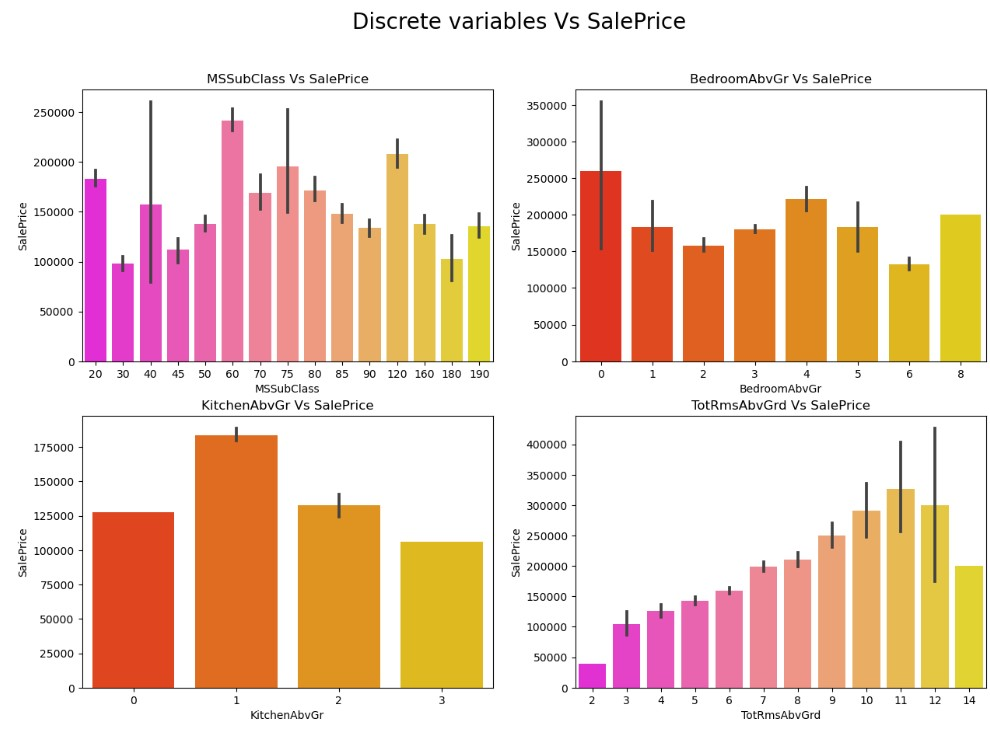 Discrete variables Vs SalePrice
MSSubClass Vs SalePrice
SalePrice
250000
200000
150000
100000
50000
0
20 30 40 45 50 60 70 75 80 85 90 120 160 180 190
MSSubClass
BedroomAbvGr Vs SalePrice
SalePrice
350000
300000
250000
200000
150000
100000
50000
0
0 1 2 3 4 5 6 8
BedroomAbvGr
KitchenAbvGr Vs SalePrice
SalePrice
175000
150000
125000
100000
75000
50000
25000
0
0 1 2 3
KitchenAbvGr
TotRmsAbvGrd Vs SalePrice
SalePrice
400000
350000
300000
250000
200000
150000
100000
50000
0
2 3 4 5 6 7 8 9 10 11 12 14
TotRmsAbvGrd